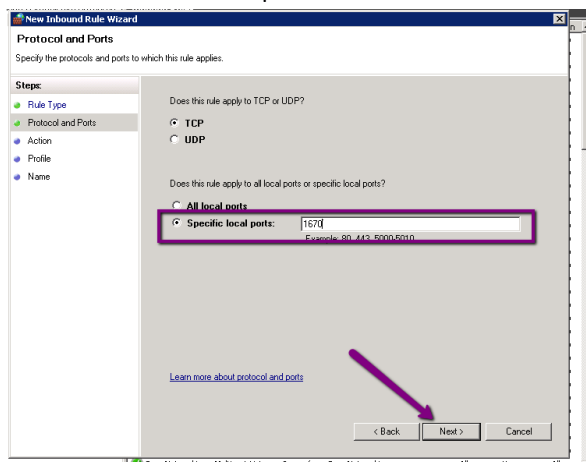 New Inbound Rule Wizard
Protocol and Ports
Specify the protocols and ports to which this rule applies.
Steps:
Rule Type
Protocol and Ports
Action
Profile
Name
Does this rule apply to TCP or UDP?
TCP
UDP
Does this rule apply to all local ports or specific local ports?
All local ports
Specific local ports: 1670
Example: 80, 443, 5000-5010
Learn more about protocol and ports
< Back Next > Cancel